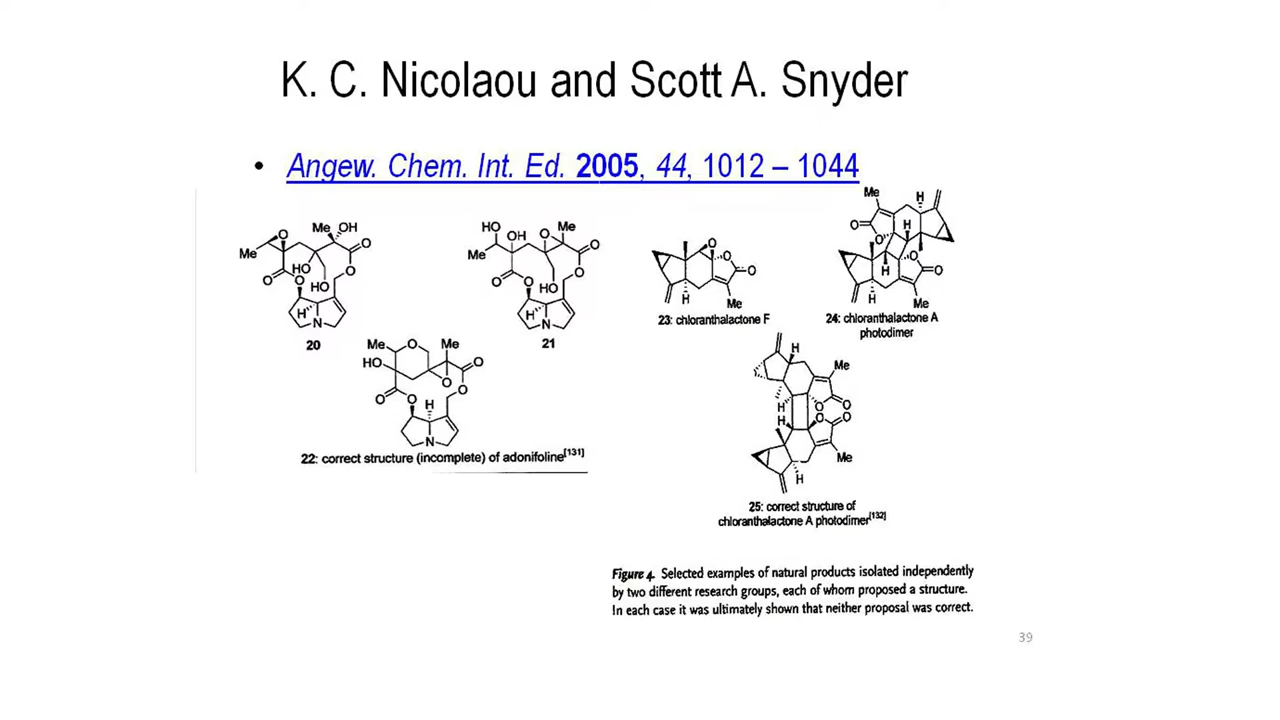 K. C. Nicolaou and Scott A. Snyder
• Angew. Chem. Int. Ed. 2005, 44, 1012 – 1044
Me O Me OH O O HO HO O O H N
20
HO OH Me O Me O O HO O O H N
21
Me O HO Me O O O O O H N
22: correct structure (incomplete) of adonifoline[131]
O O O H Me
23: chloranthalactone F
Me H O O H H O O H Me
24: chloranthalactone A
photodimer
H Me H O O H O O Me H
25: correct structure of
chloranthalactone A photodimer[132]
Figure 4. Selected examples of natural products isolated independently
by two different research groups, each of whom proposed a structure.
In each case it was ultimately shown that neither proposal was correct.
39